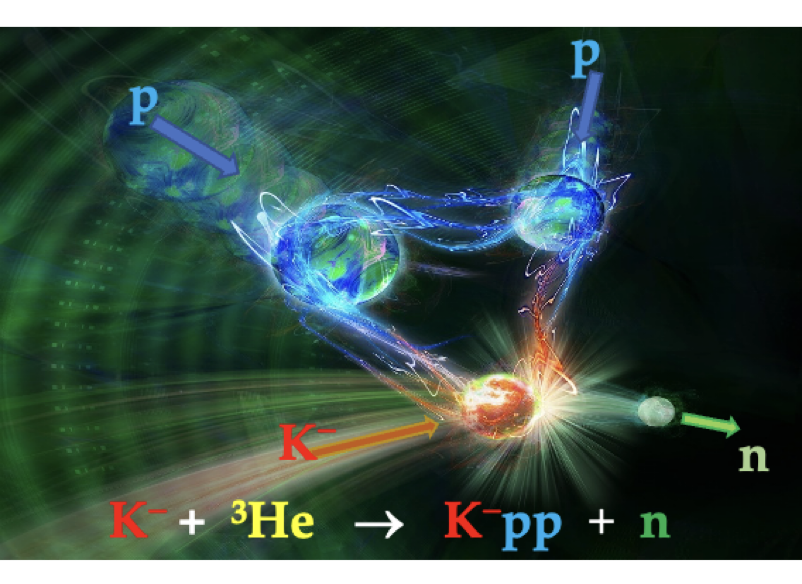 p
p
K⁻
n
K⁻ + ³He → K⁻pp + n